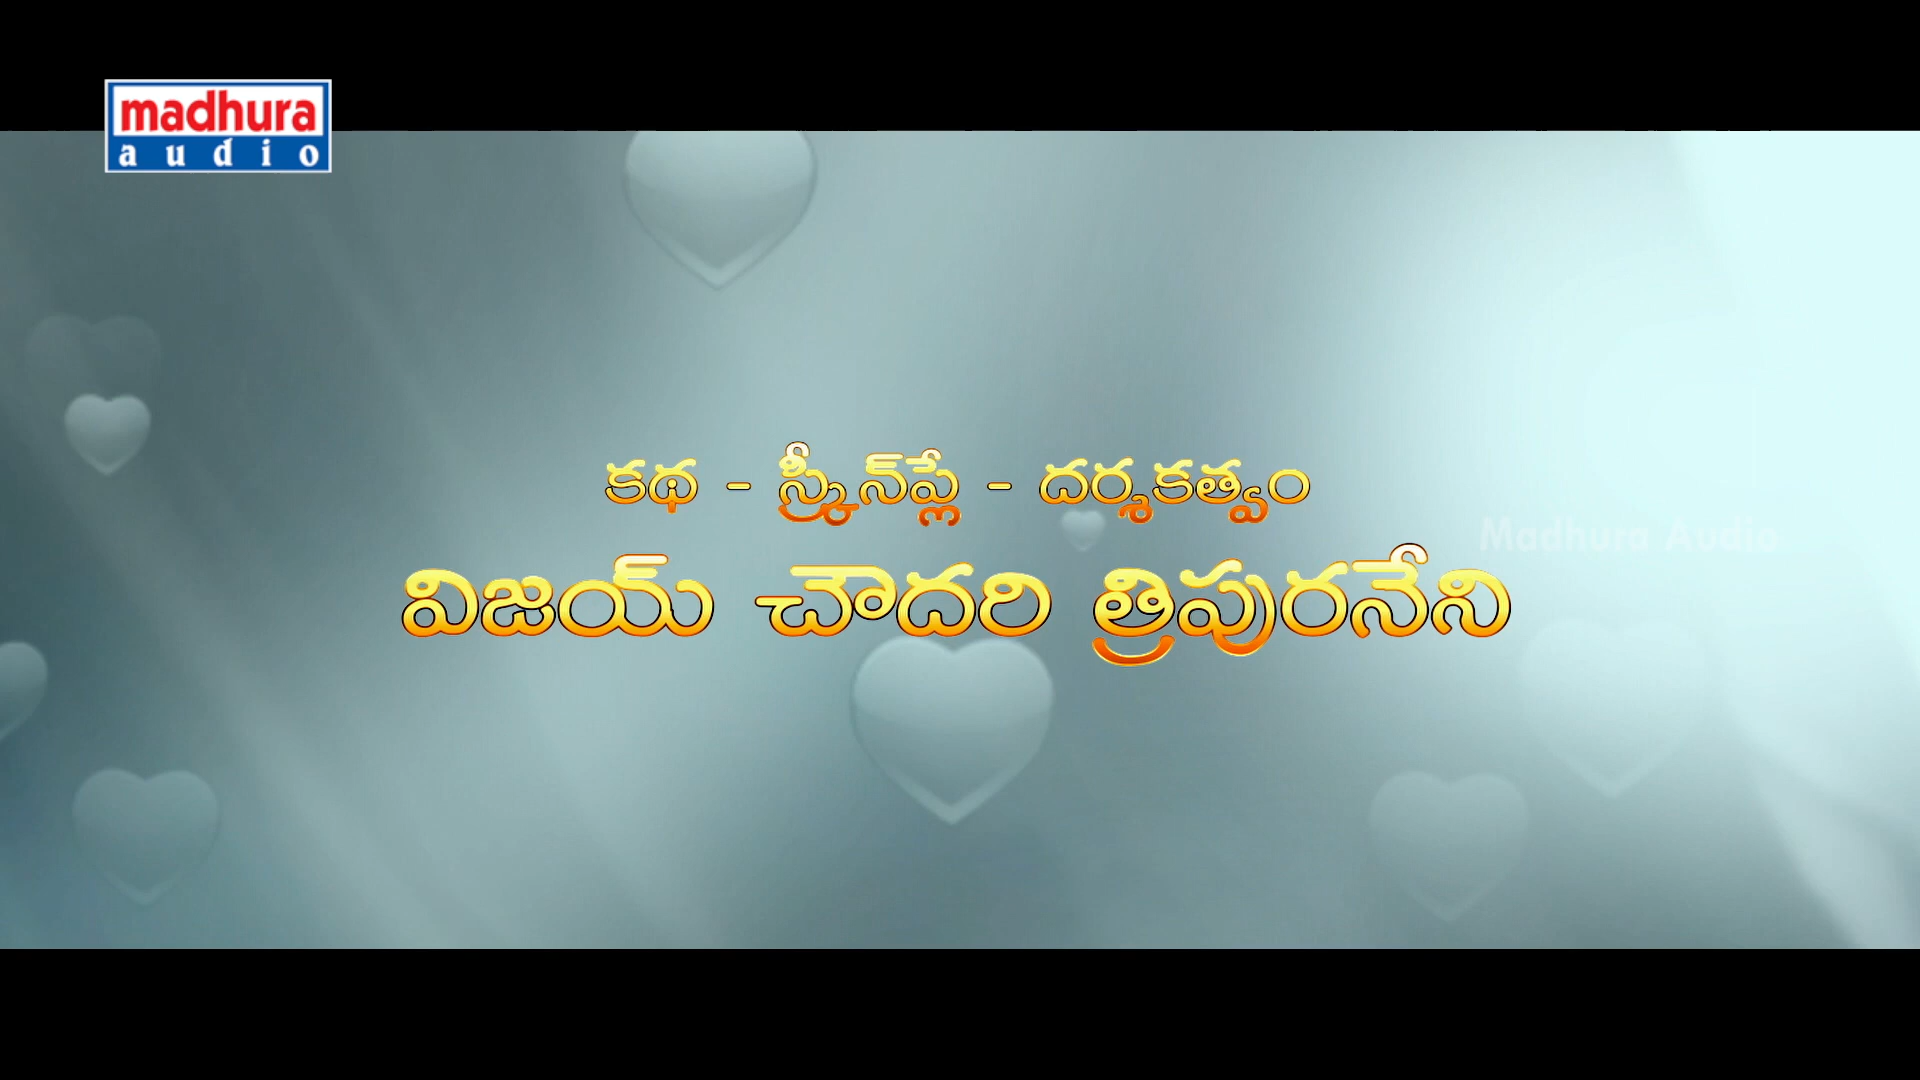 madhura
audio
కథ - స్క్రీన్‌ప్లే - దర్శకత్వం
Madhura Audio
విజయ్ చౌదరి త్రిపురనేని